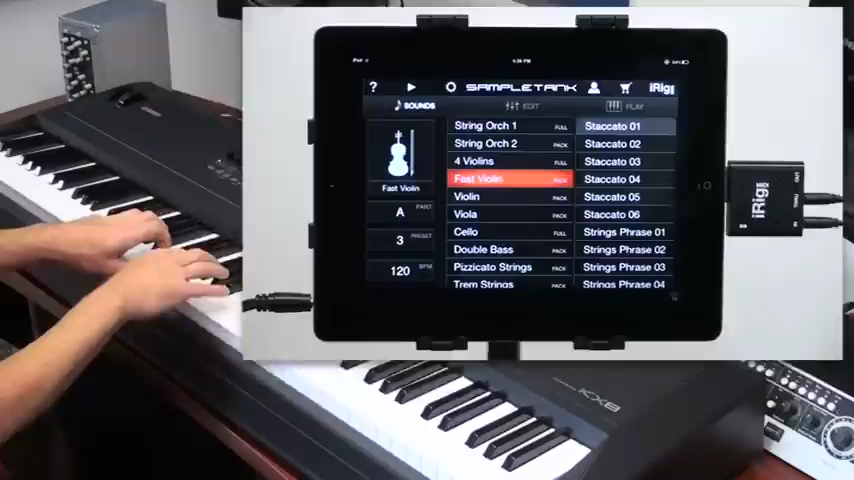 ? SAMPLETANK iRig
SOUNDS EDIT PLAY
String Orch 1 FULL Staccato 01
String Orch 2 PACK Staccato 02
4 Violins FULL Staccato 03
Fast Violin PACK Staccato 04
Violin PACK Staccato 05
Viola PACK Staccato 06
Cello FULL Strings Phrase 01
Double Bass PACK Strings Phrase 02
Pizzicato Strings PACK Strings Phrase 03
Trem Strings PACK Strings Phrase 04
Fast Violin
A PART
3 PRESET
120 BPM
iRig MIDI
KX8